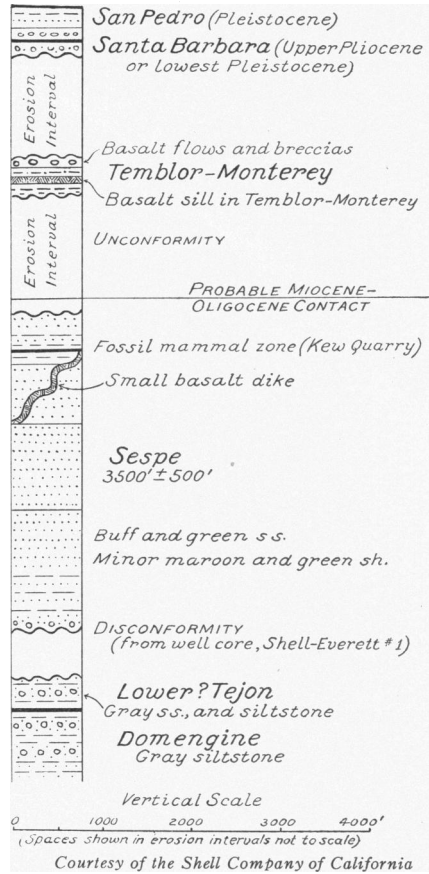 San Pedro (Pleistocene)
Santa Barbara (Upper Pliocene
or lowest Pleistocene)
Erosion
Interval
Basalt flows and breccias
Temblor-Monterey
Basalt sill in Temblor-Monterey
Erosion
Interval
UNCONFORMITY
PROBABLE MIOCENE-
OLIGOCENE CONTACT
Fossil mammal zone (Kew Quarry)
Small basalt dike
Sespe
3500' ± 500'
Buff and green ss.
Minor maroon and green sh.
DISCONFORMITY
(from well core, Shell-Everett #1)
Lower? Tejon
Gray ss., and siltstone
Domengine
Gray siltstone
Vertical Scale
0 1000 2000 3000 4000'
(Spaces shown in erosion intervals not to scale)
Courtesy of the Shell Company of California